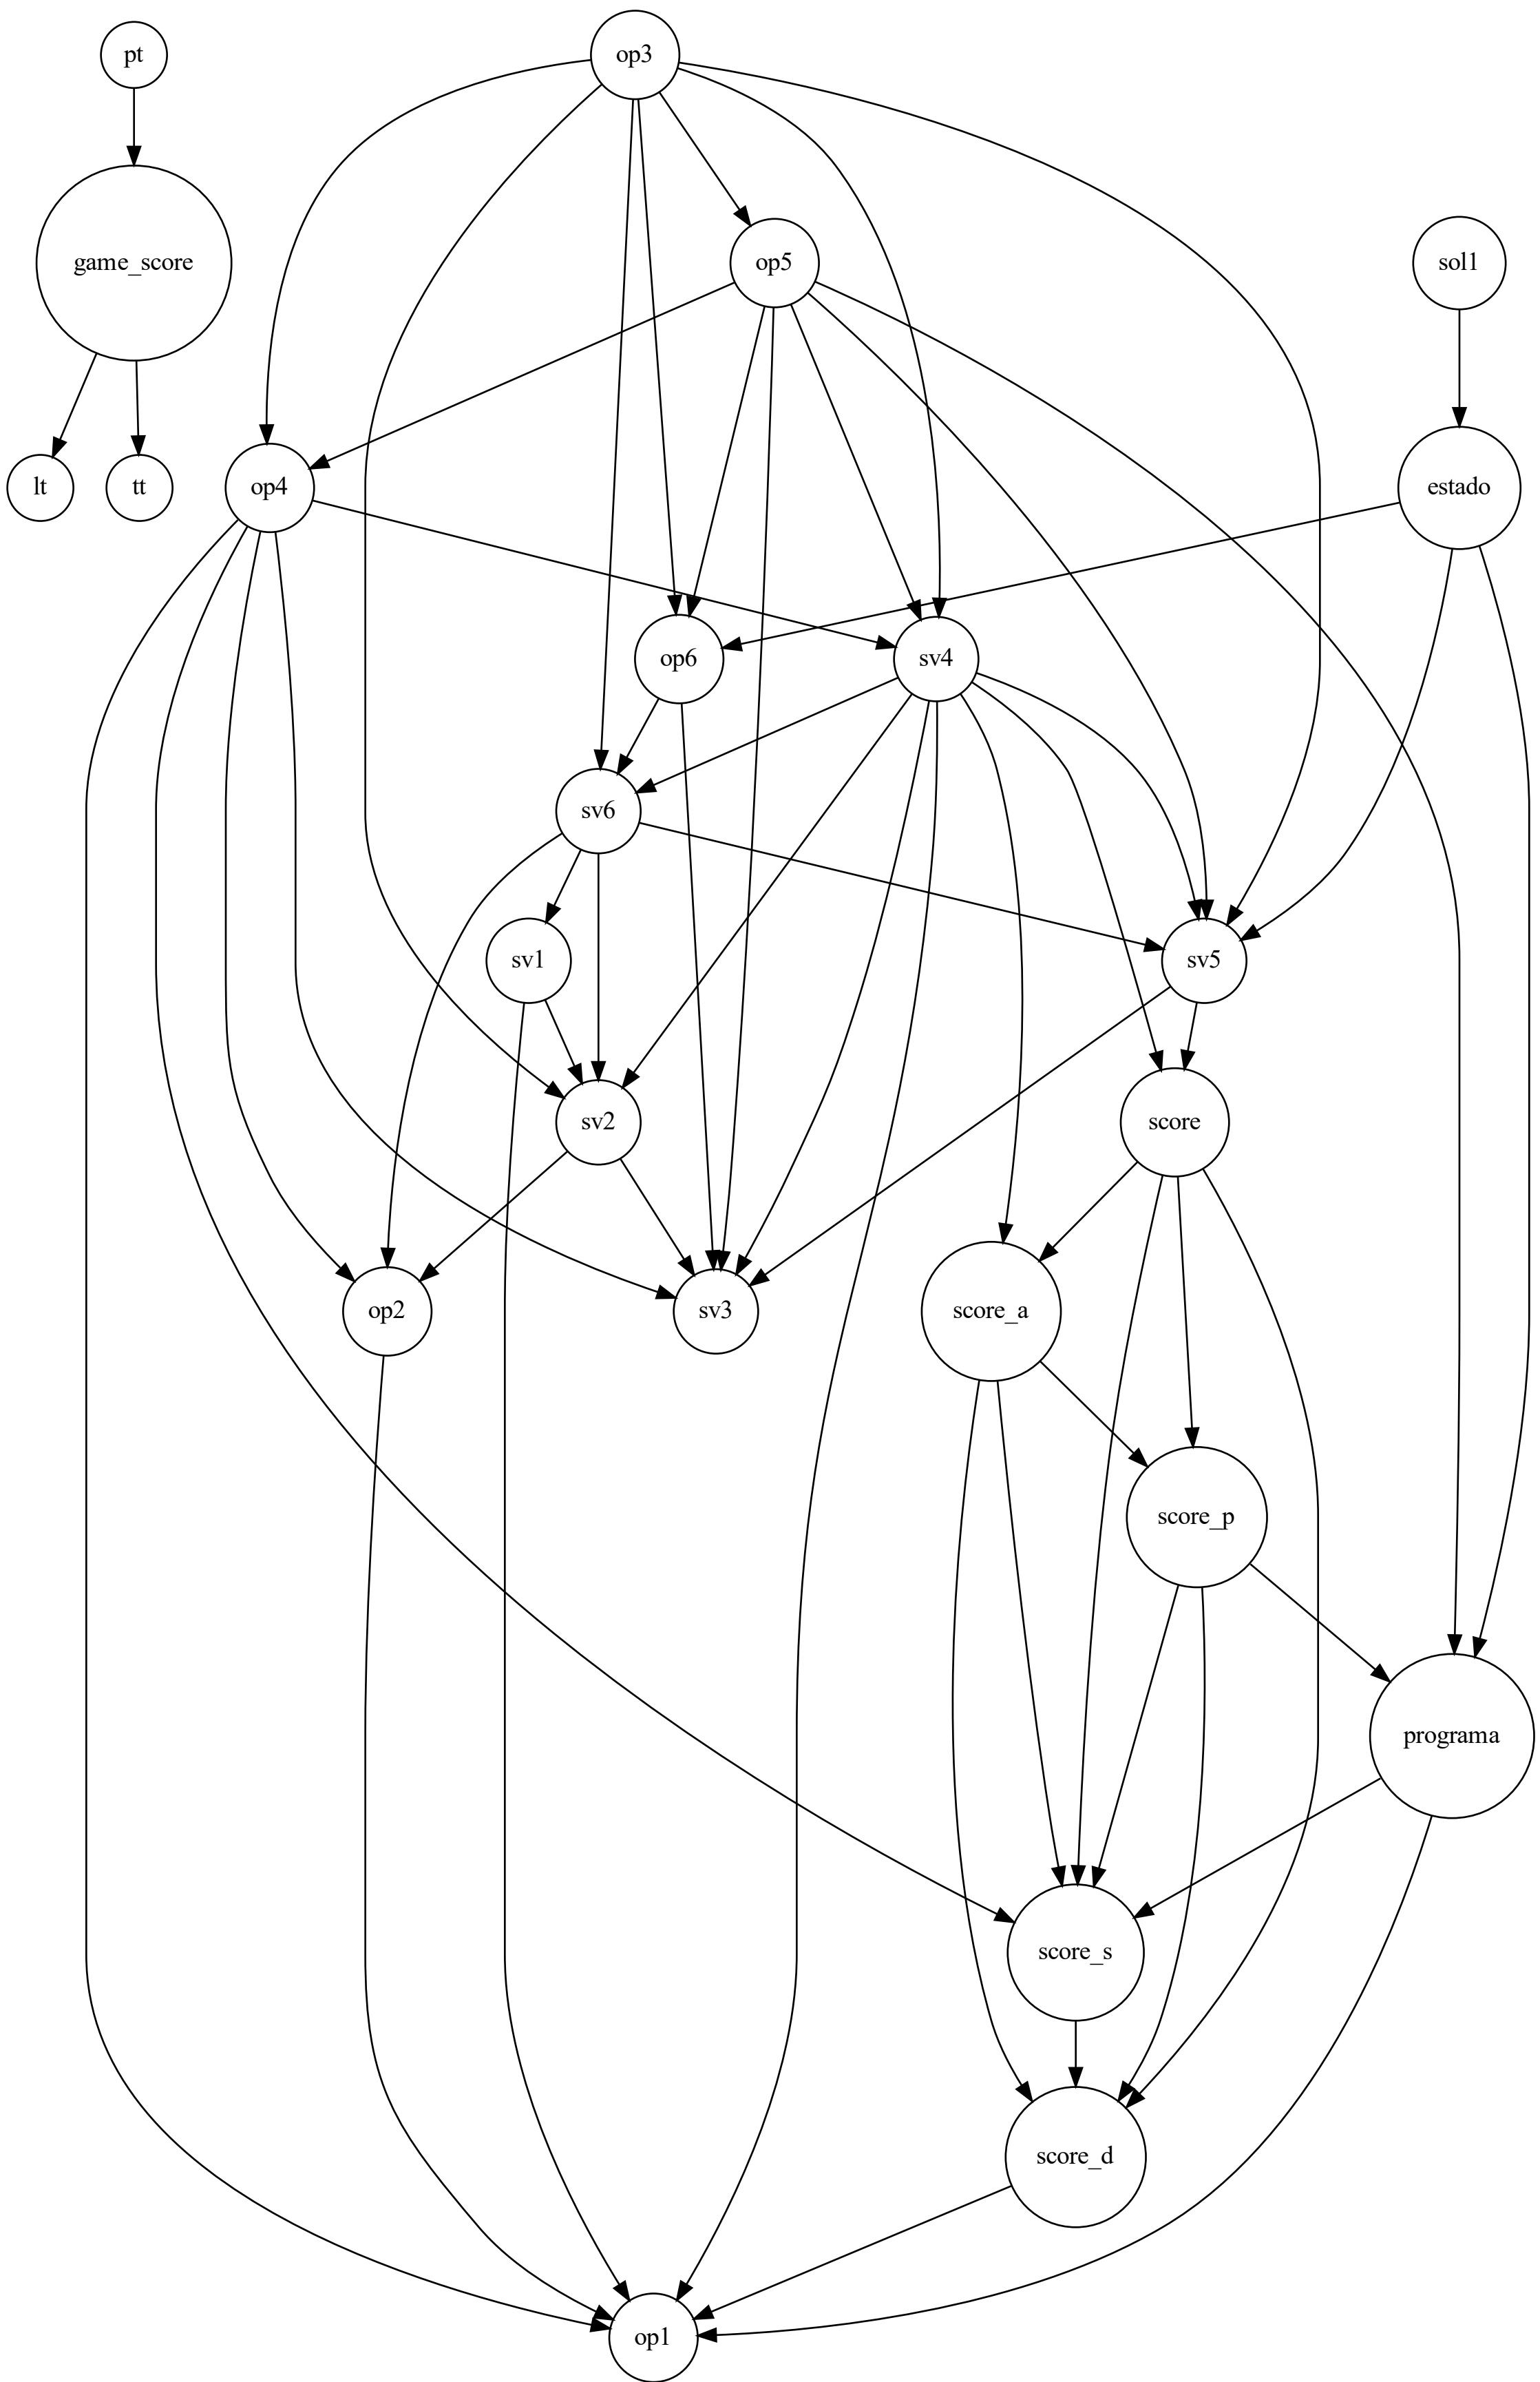 pt
op3
game_score
op5
sol1
lt
tt
op4
estado
op6
sv4
sv6
sv1
sv5
sv2
score
op2
sv3
score_a
score_p
programa
score_s
score_d
op1